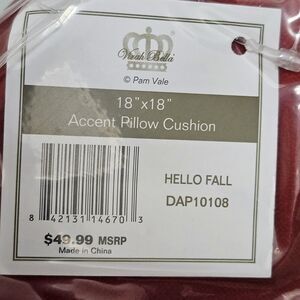 Virah Bella
© Pam Vale
18"x18"
Accent Pillow Cushion
HELLO FALL
DAP10108
8 42131 14670 3
$49.99 MSRP
Made in China